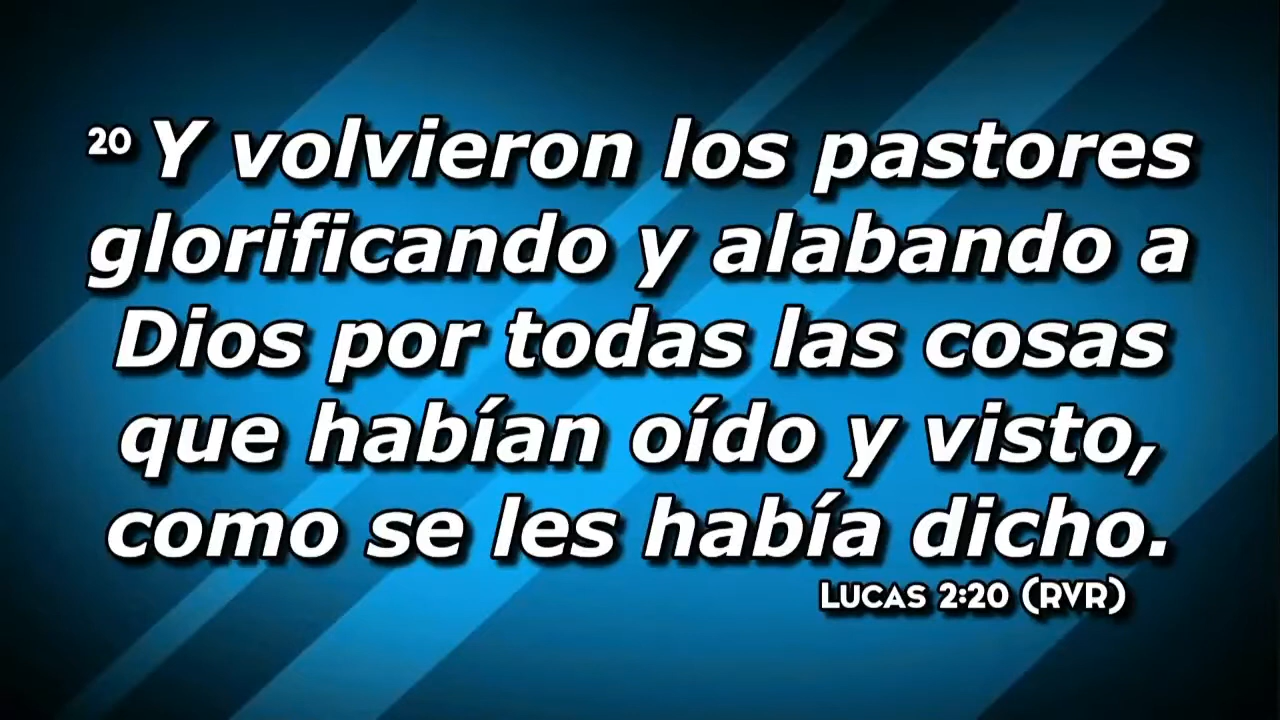 20 Y volvieron los pastores
glorificando y alabando a
Dios por todas las cosas
que habían oído y visto,
como se les había dicho.
Lucas 2:20 (RVR)